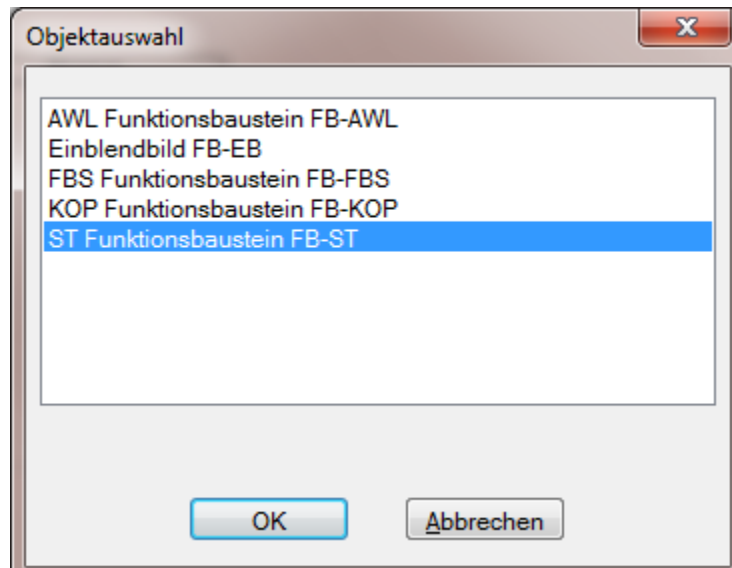 Objektauswahl
AWL Funktionsbaustein FB-AWL
Einblendbild FB-EB
FBS Funktionsbaustein FB-FBS
KOP Funktionsbaustein FB-KOP
ST Funktionsbaustein FB-ST
OK
Abbrechen